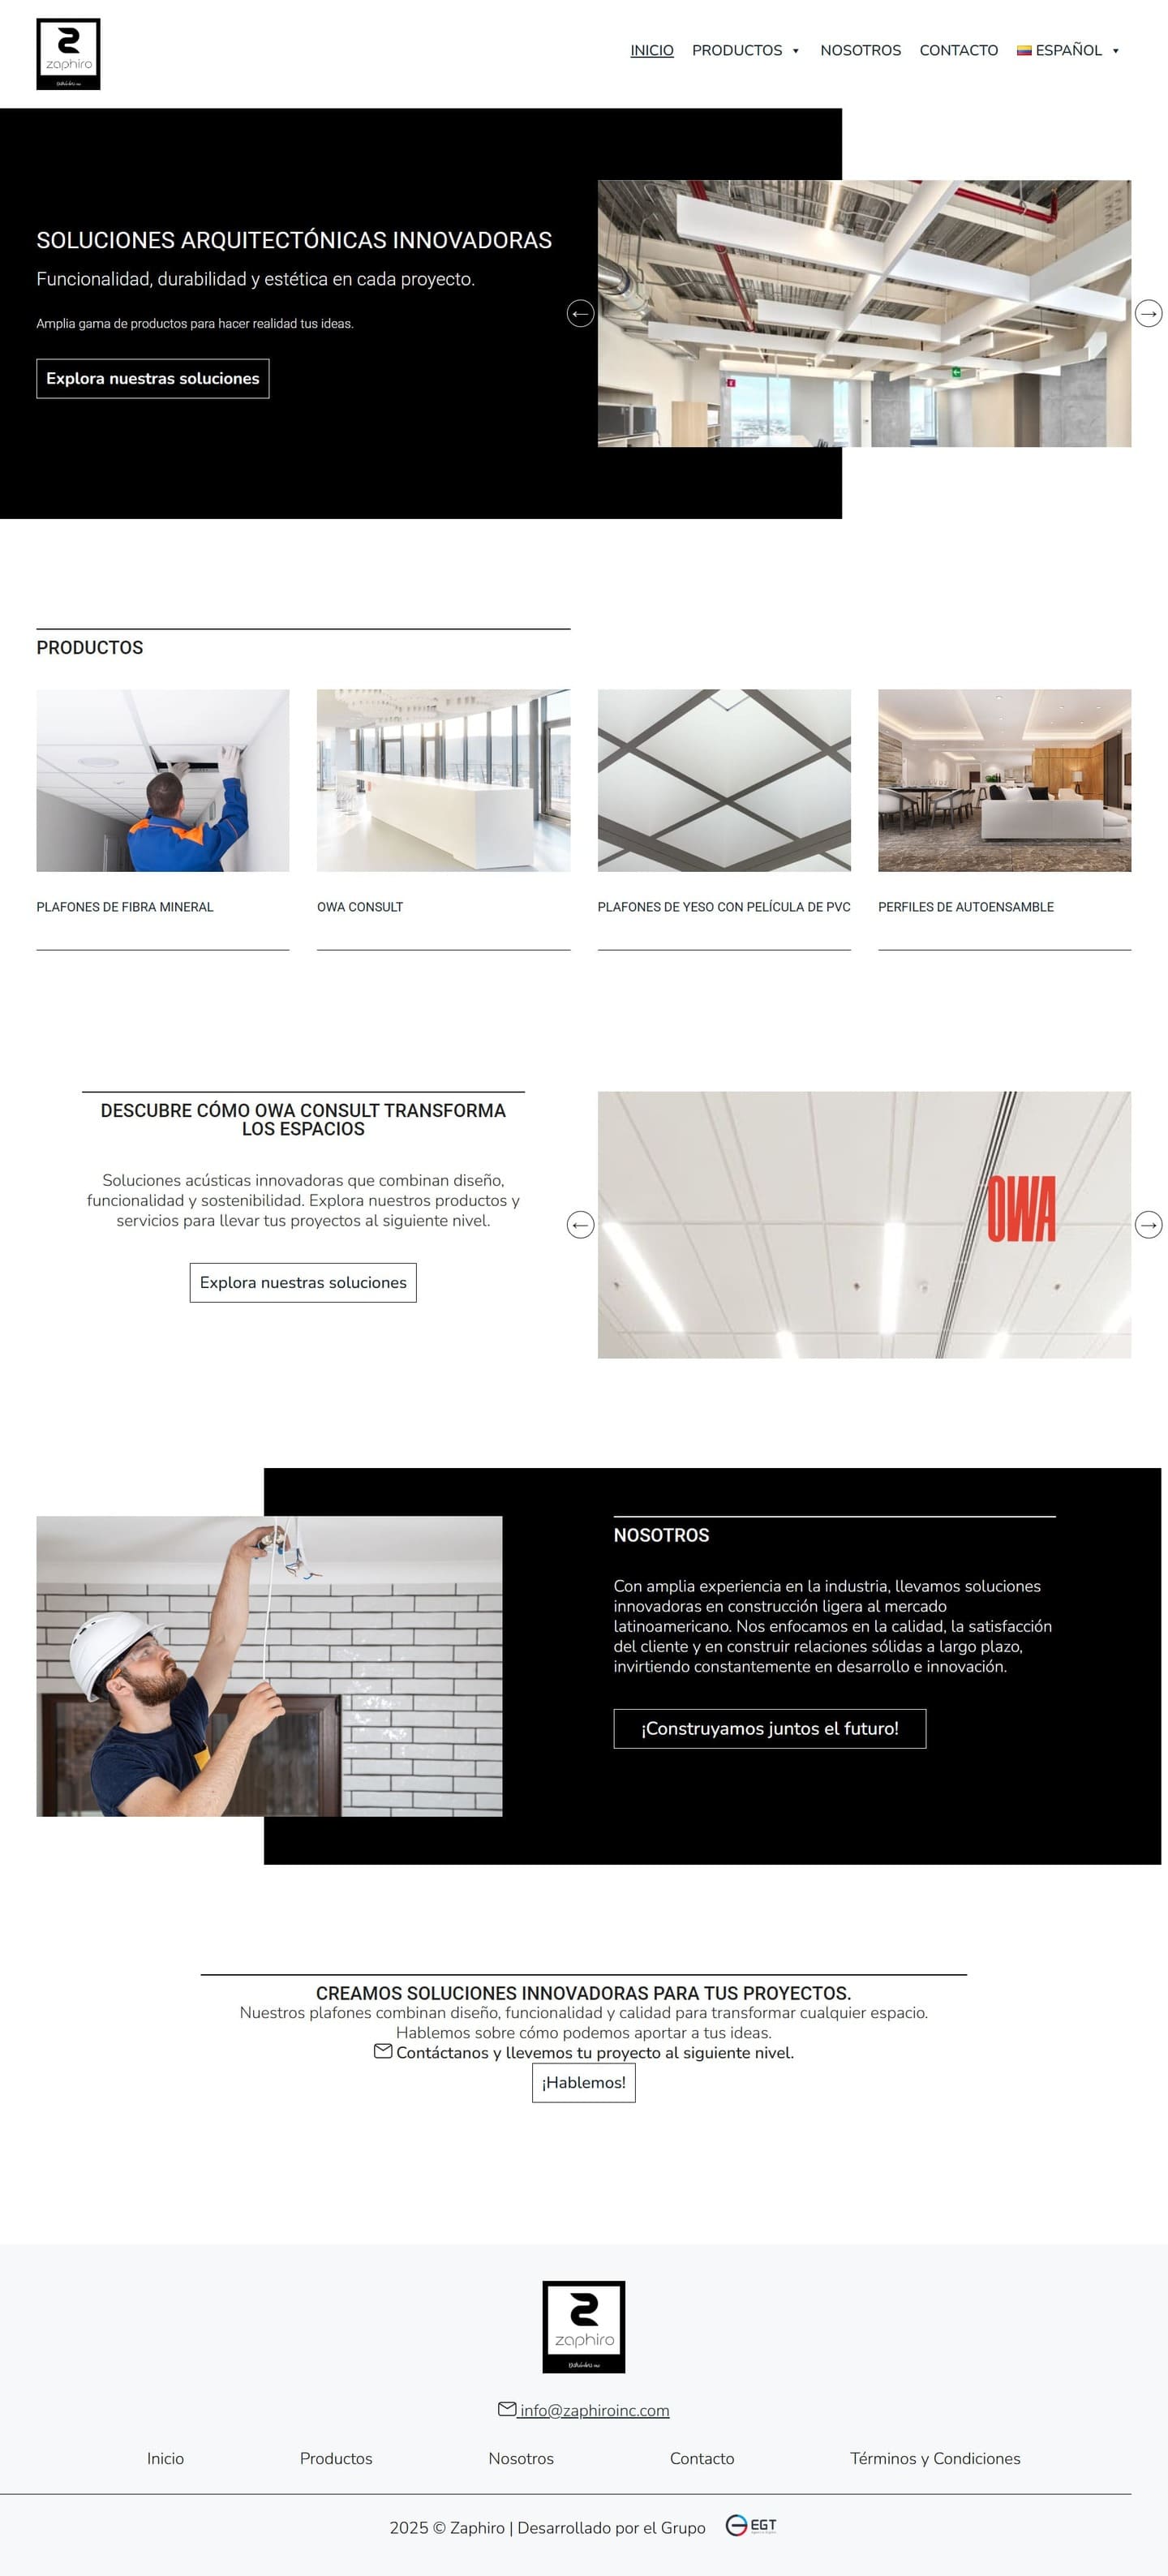 zaphiro
INICIO
PRODUCTOS
NOSOTROS
CONTACTO
ESPAÑOL
SOLUCIONES ARQUITECTÓNICAS INNOVADORAS
Funcionalidad, durabilidad y estética en cada proyecto.
Amplia gama de productos para hacer realidad tus ideas.
Explora nuestras soluciones
PRODUCTOS
PLAFONES DE FIBRA MINERAL
OWA CONSULT
PLAFONES DE YESO CON PELÍCULA DE PVC
PERFILES DE AUTOENSAMBLE
DESCUBRE CÓMO OWA CONSULT TRANSFORMA
LOS ESPACIOS
Soluciones acústicas innovadoras que combinan diseño,
funcionalidad y sostenibilidad. Explora nuestros productos y
servicios para llevar tus proyectos al siguiente nivel.
Explora nuestras soluciones
OWA
NOSOTROS
Con amplia experiencia en la industria, llevamos soluciones
innovadoras en construcción ligera al mercado
latinoamericano. Nos enfocamos en la calidad, la satisfacción
del cliente y en construir relaciones sólidas a largo plazo,
invirtiendo constantemente en desarrollo e innovación.
¡Construyamos juntos el futuro!
CREAMOS SOLUCIONES INNOVADORAS PARA TUS PROYECTOS.
Nuestros plafones combinan diseño, funcionalidad y calidad para transformar cualquier espacio.
Hablemos sobre cómo podemos aportar a tus ideas.
Contáctanos y llevemos tu proyecto al siguiente nivel.
¡Hablemos!
zaphiro
info@zaphiroinc.com
Inicio
Productos
Nosotros
Contacto
Términos y Condiciones
2025 © Zaphiro | Desarrollado por el Grupo
EGT